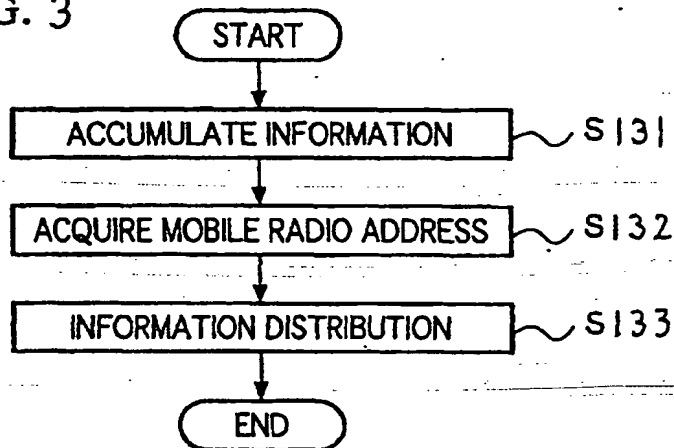 G. 3
START
ACCUMULATE INFORMATION S131
ACQUIRE MOBILE RADIO ADDRESS S132
INFORMATION DISTRIBUTION S133
END